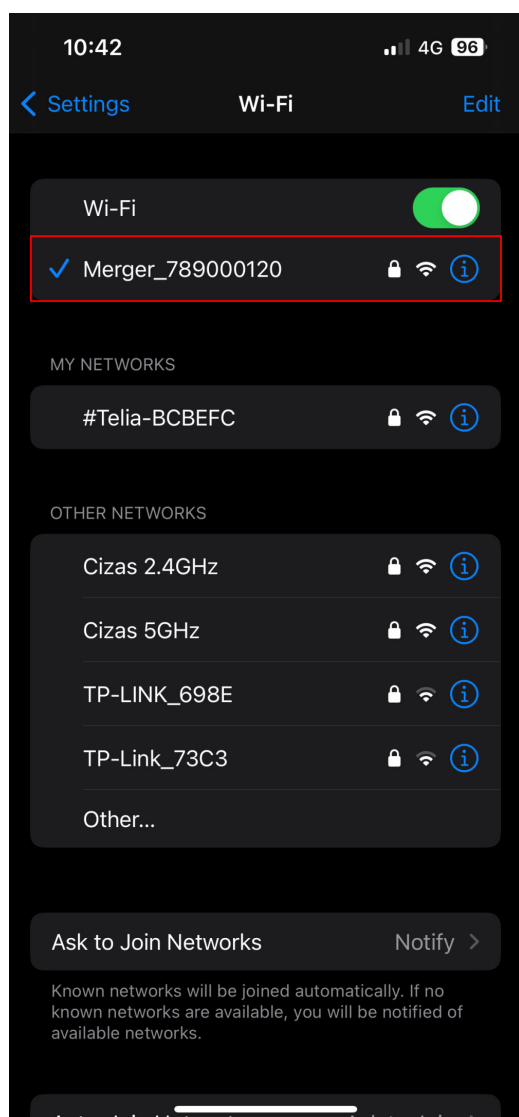 10:42 4G 96
Settings Wi-Fi Edit
Wi-Fi
Merger_789000120
MY NETWORKS
#Telia-BCBEFC
OTHER NETWORKS
Cizas 2.4GHz
Cizas 5GHz
TP-LINK_698E
TP-Link_73C3
Other...
Ask to Join Networks Notify
Known networks will be joined automatically. If no
known networks are available, you will be notified of
available networks.